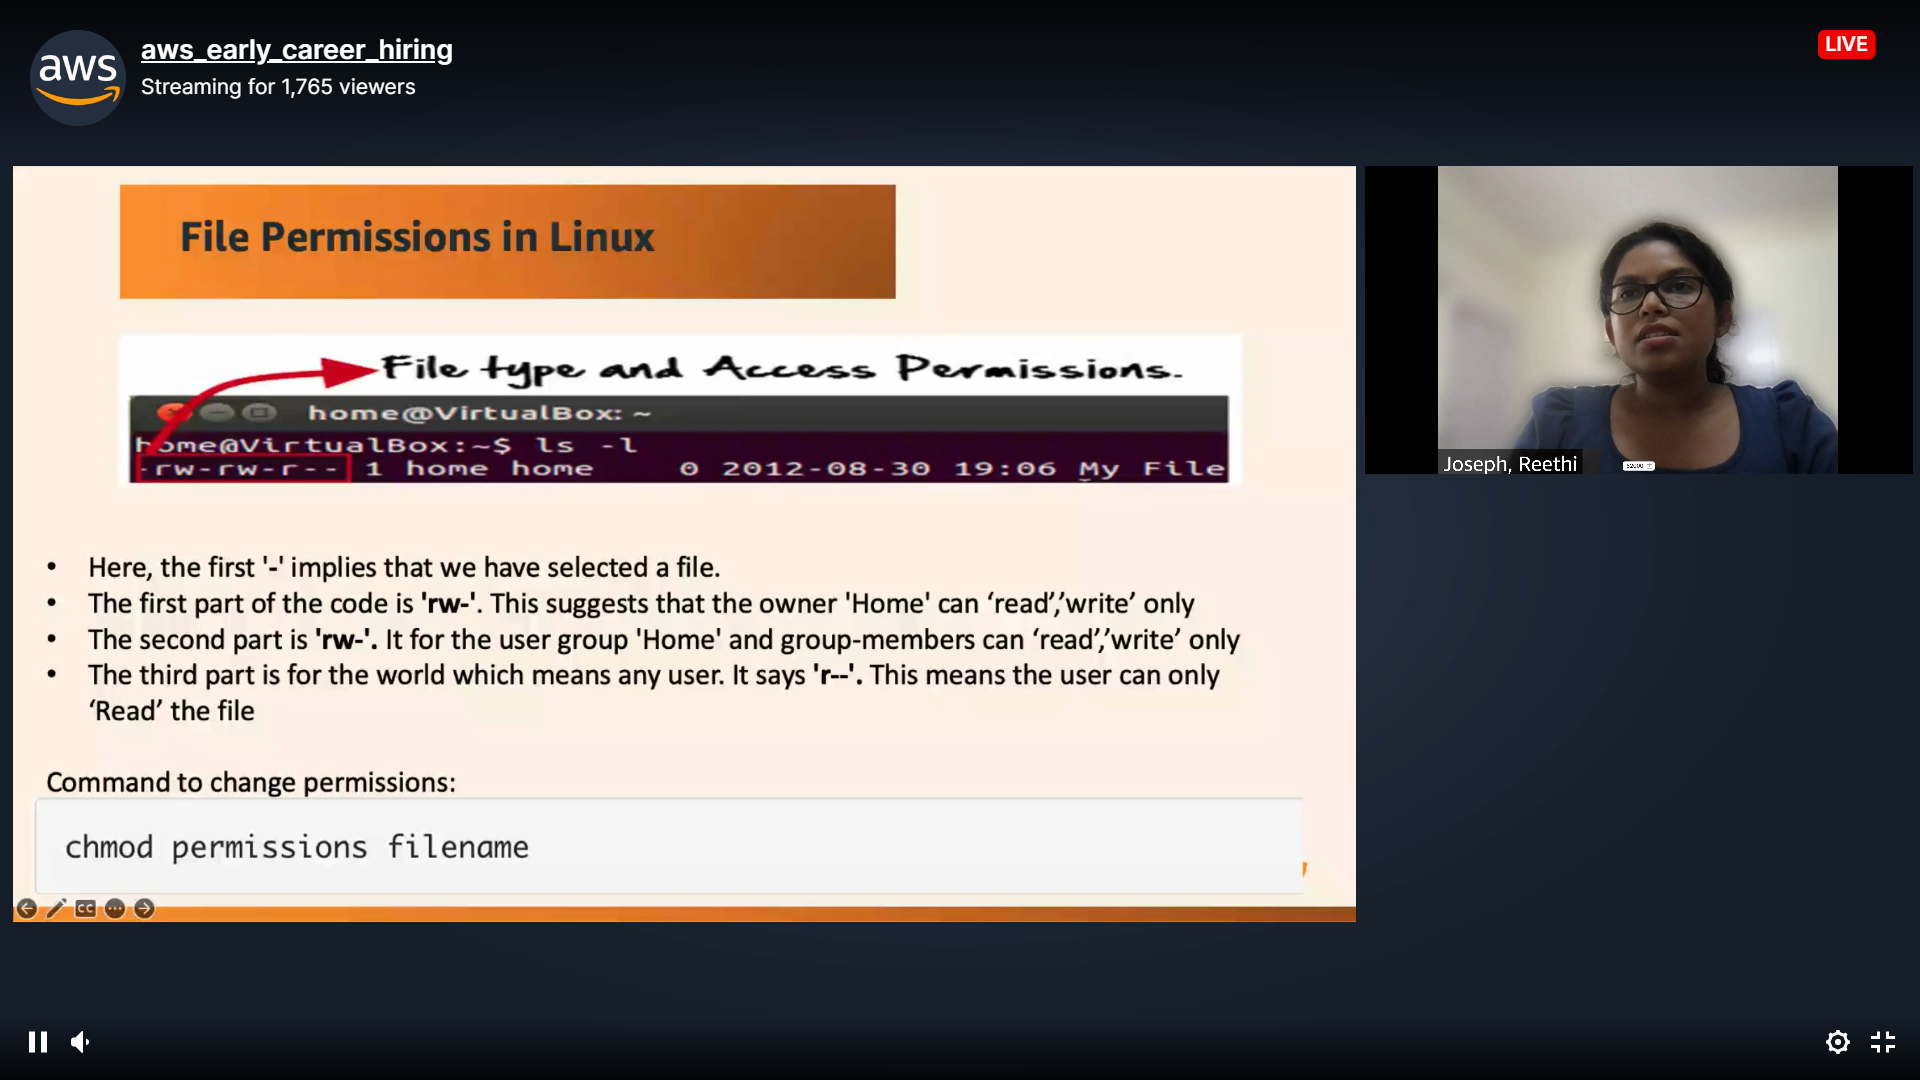 aws
aws_early_career_hiring
Streaming for 1,765 viewers
LIVE
File Permissions in Linux
File type and Access Permissions.
home@VirtualBox: ~
home@VirtualBox:~$ ls -l
-rw-rw-r-- 1 home home 0 2012-08-30 19:06 My File
• Here, the first '-' implies that we have selected a file.
• The first part of the code is 'rw-'. This suggests that the owner 'Home' can ‘read’,’write’ only
• The second part is 'rw-'. It for the user group 'Home' and group-members can ‘read’,’write’ only
• The third part is for the world which means any user. It says 'r--'. This means the user can only
‘Read’ the file
Command to change permissions:
chmod permissions filename
CC
Joseph, Reethi